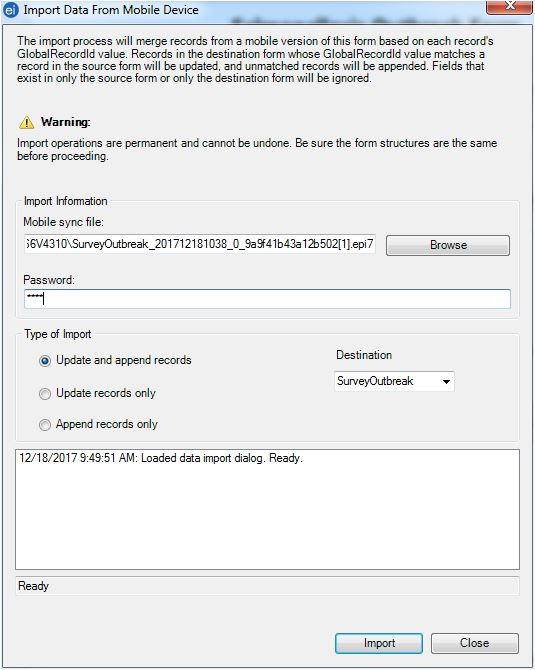 ei Import Data From Mobile Device
The import process will merge records from a mobile version of this form based on each record's
GlobalRecordId value. Records in the destination form whose GlobalRecordId value matches a
record in the source form will be updated, and unmatched records will be appended. Fields that
exist in only the source form or only the destination form will be ignored.
Warning:
Import operations are permanent and cannot be undone. Be sure the form structures are the same
before proceeding.
Import Information
Mobile sync file:
i6V4310\SurveyOutbreak_201712181038_0_9a9f41b43a12b502[1].epi7
Browse
Password:
****
Type of Import
Update and append records
Destination
SurveyOutbreak
Update records only
Append records only
12/18/2017 9:49:51 AM: Loaded data import dialog. Ready.
Ready
Import
Close